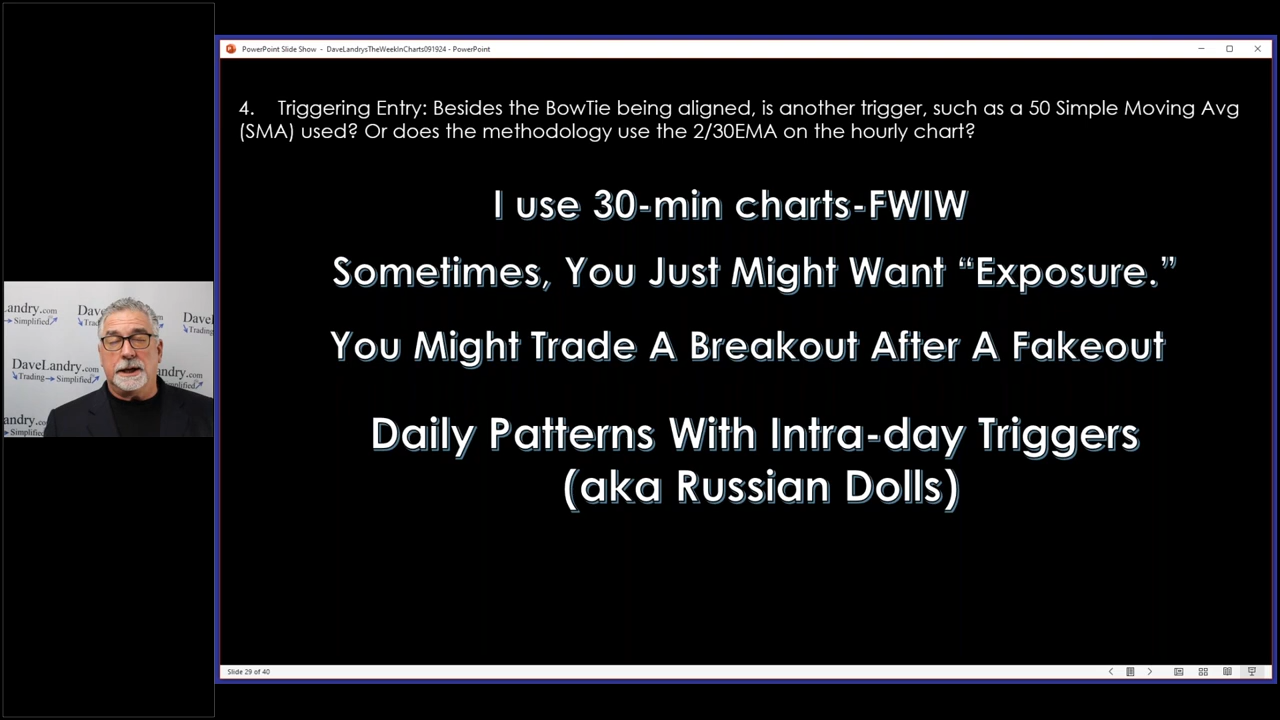 PowerPoint Slide Show - DaveLandrysTheWeekInCharts091924 - PowerPoint
4. Triggering Entry: Besides the BowTie being aligned, is another trigger, such as a 50 Simple Moving Avg
(SMA) used? Or does the methodology use the 2/30EMA on the hourly chart?
I use 30-min charts-FWIW
Sometimes, You Just Might Want “Exposure.”
You Might Trade A Breakout After A Fakeout
Daily Patterns With Intra-day Triggers
(aka Russian Dolls)
Landry.com
Simplified
DaveLandry.com
Trading Simplified
Slide 29 of 40